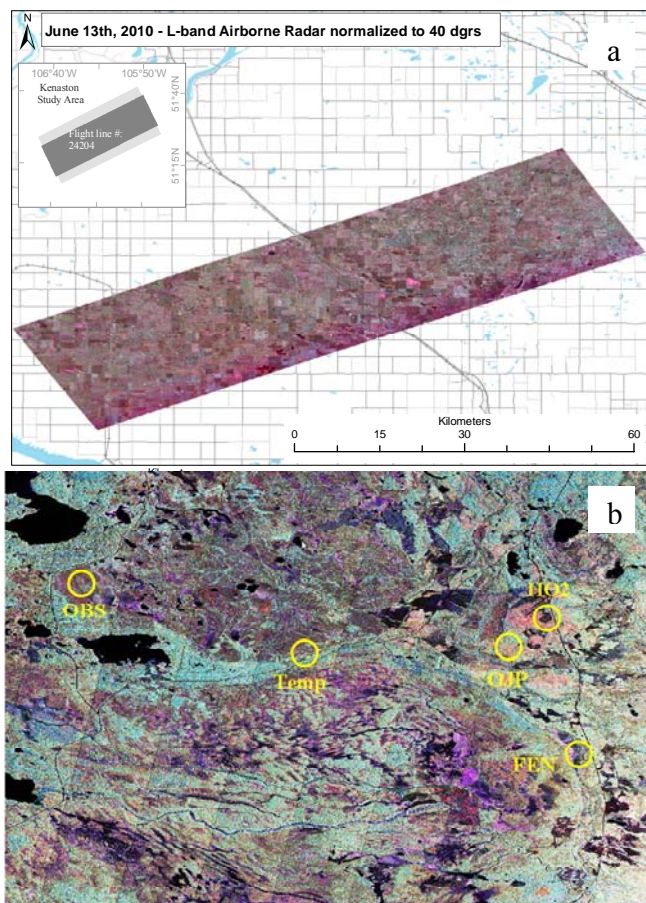 June 13th, 2010 - L-band Airborne Radar normalized to 40 dgrs
a
N
106°40'W 105°50'W
Kenaston
Study Area
51°40'N
Flight line #:
24204
51°15'N
Kilometers
0 15 30 60
b
OBS
HO2
Temp
OJP
FEN